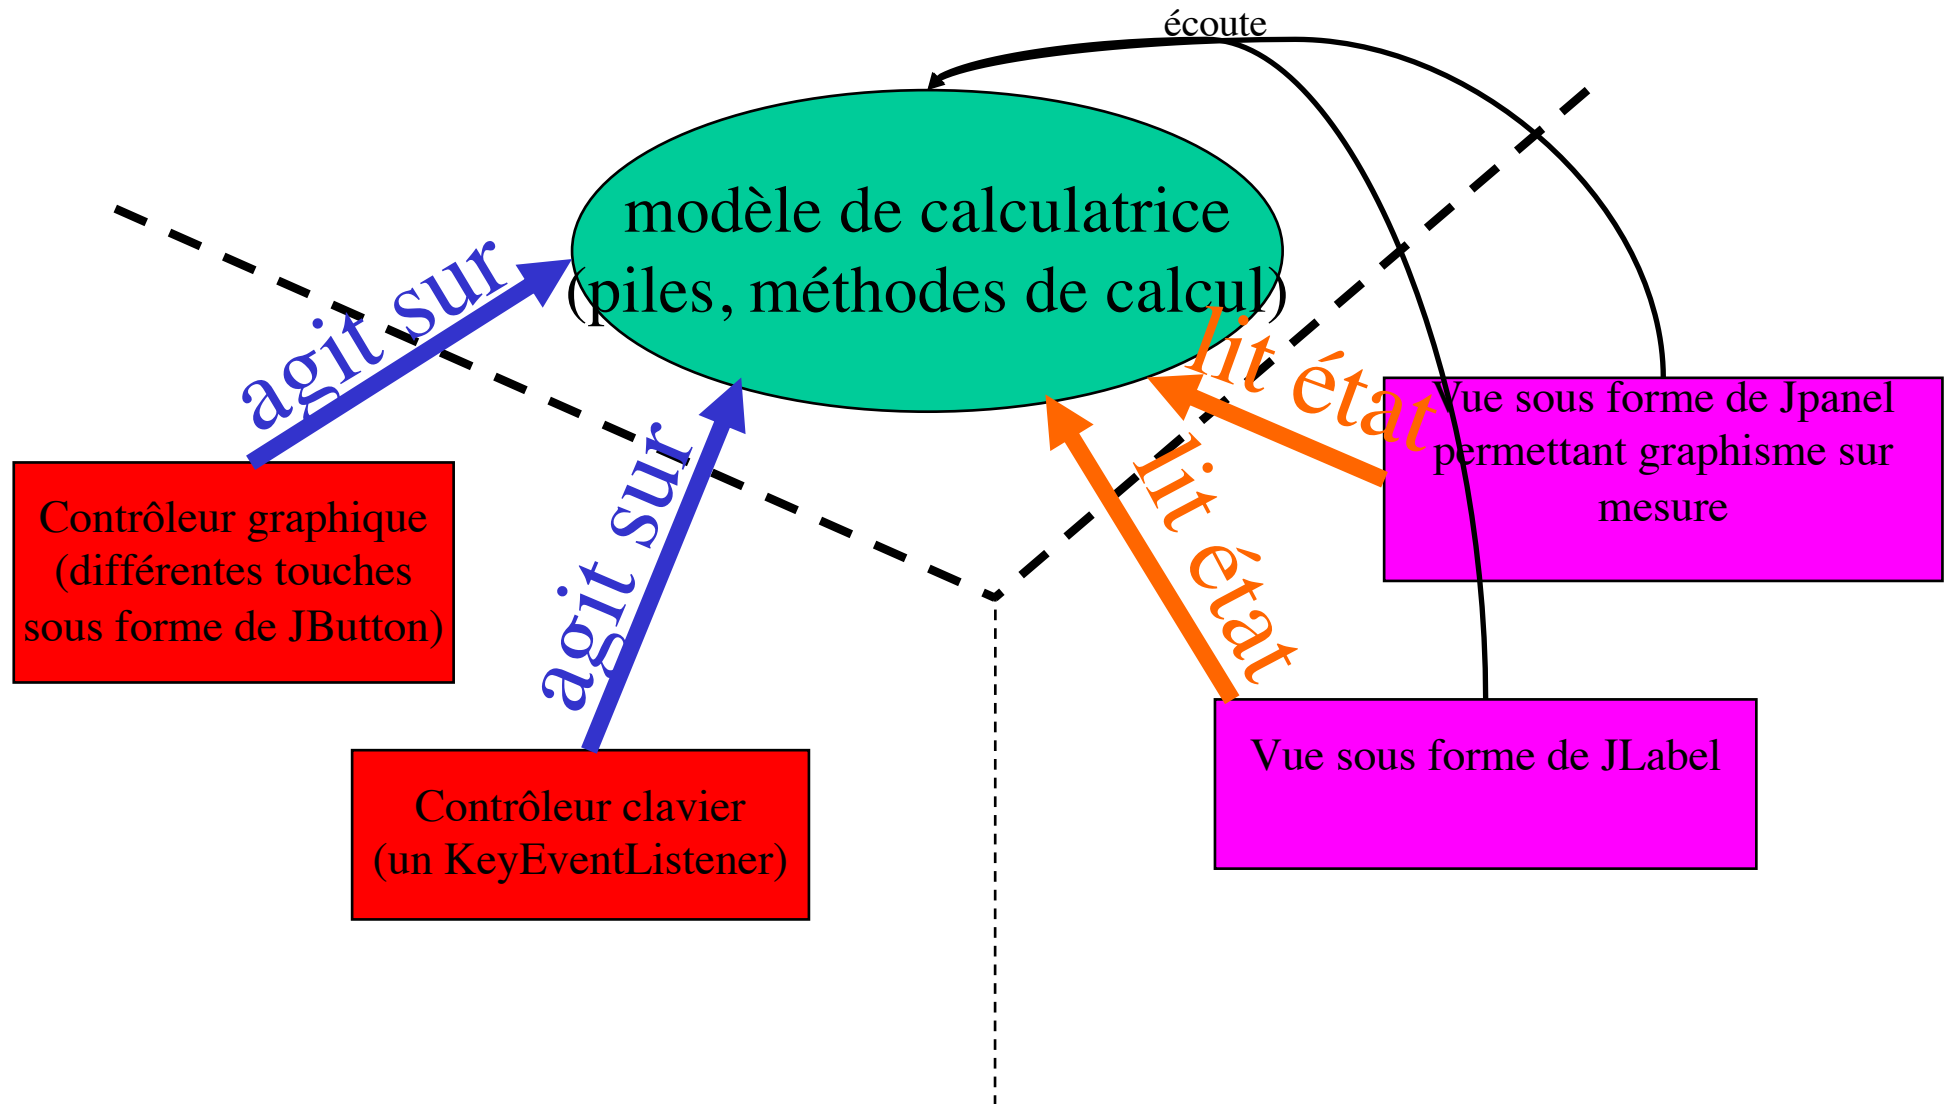 écoute
modèle de calculatrice
(piles, méthodes de calcul)
agit sur
agit sur
lit état
lit état
Vue sous forme de Jpanel
permettant graphisme sur
mesure
Contrôleur graphique
(différentes touches
sous forme de JButton)
Vue sous forme de JLabel
Contrôleur clavier
(un KeyEventListener)